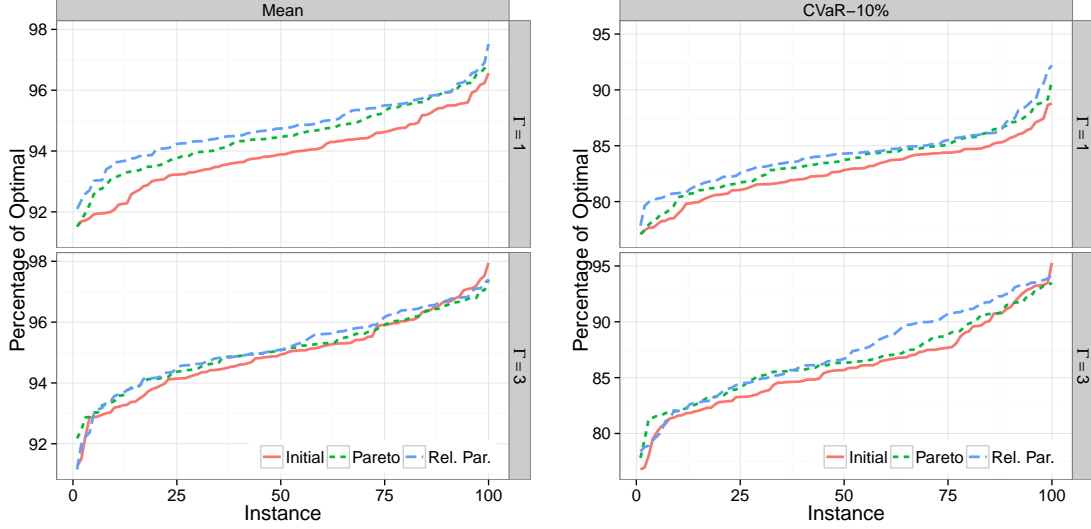 Mean
98
96
94
92
Γ = 1
98
96
94
92
Γ = 3
Percentage of Optimal
Initial Pareto Rel. Par.
0 25 50 75 100
Instance
CVaR−10%
95
90
85
80
Γ = 1
95
90
85
80
Γ = 3
Percentage of Optimal
Initial Pareto Rel. Par.
0 25 50 75 100
Instance